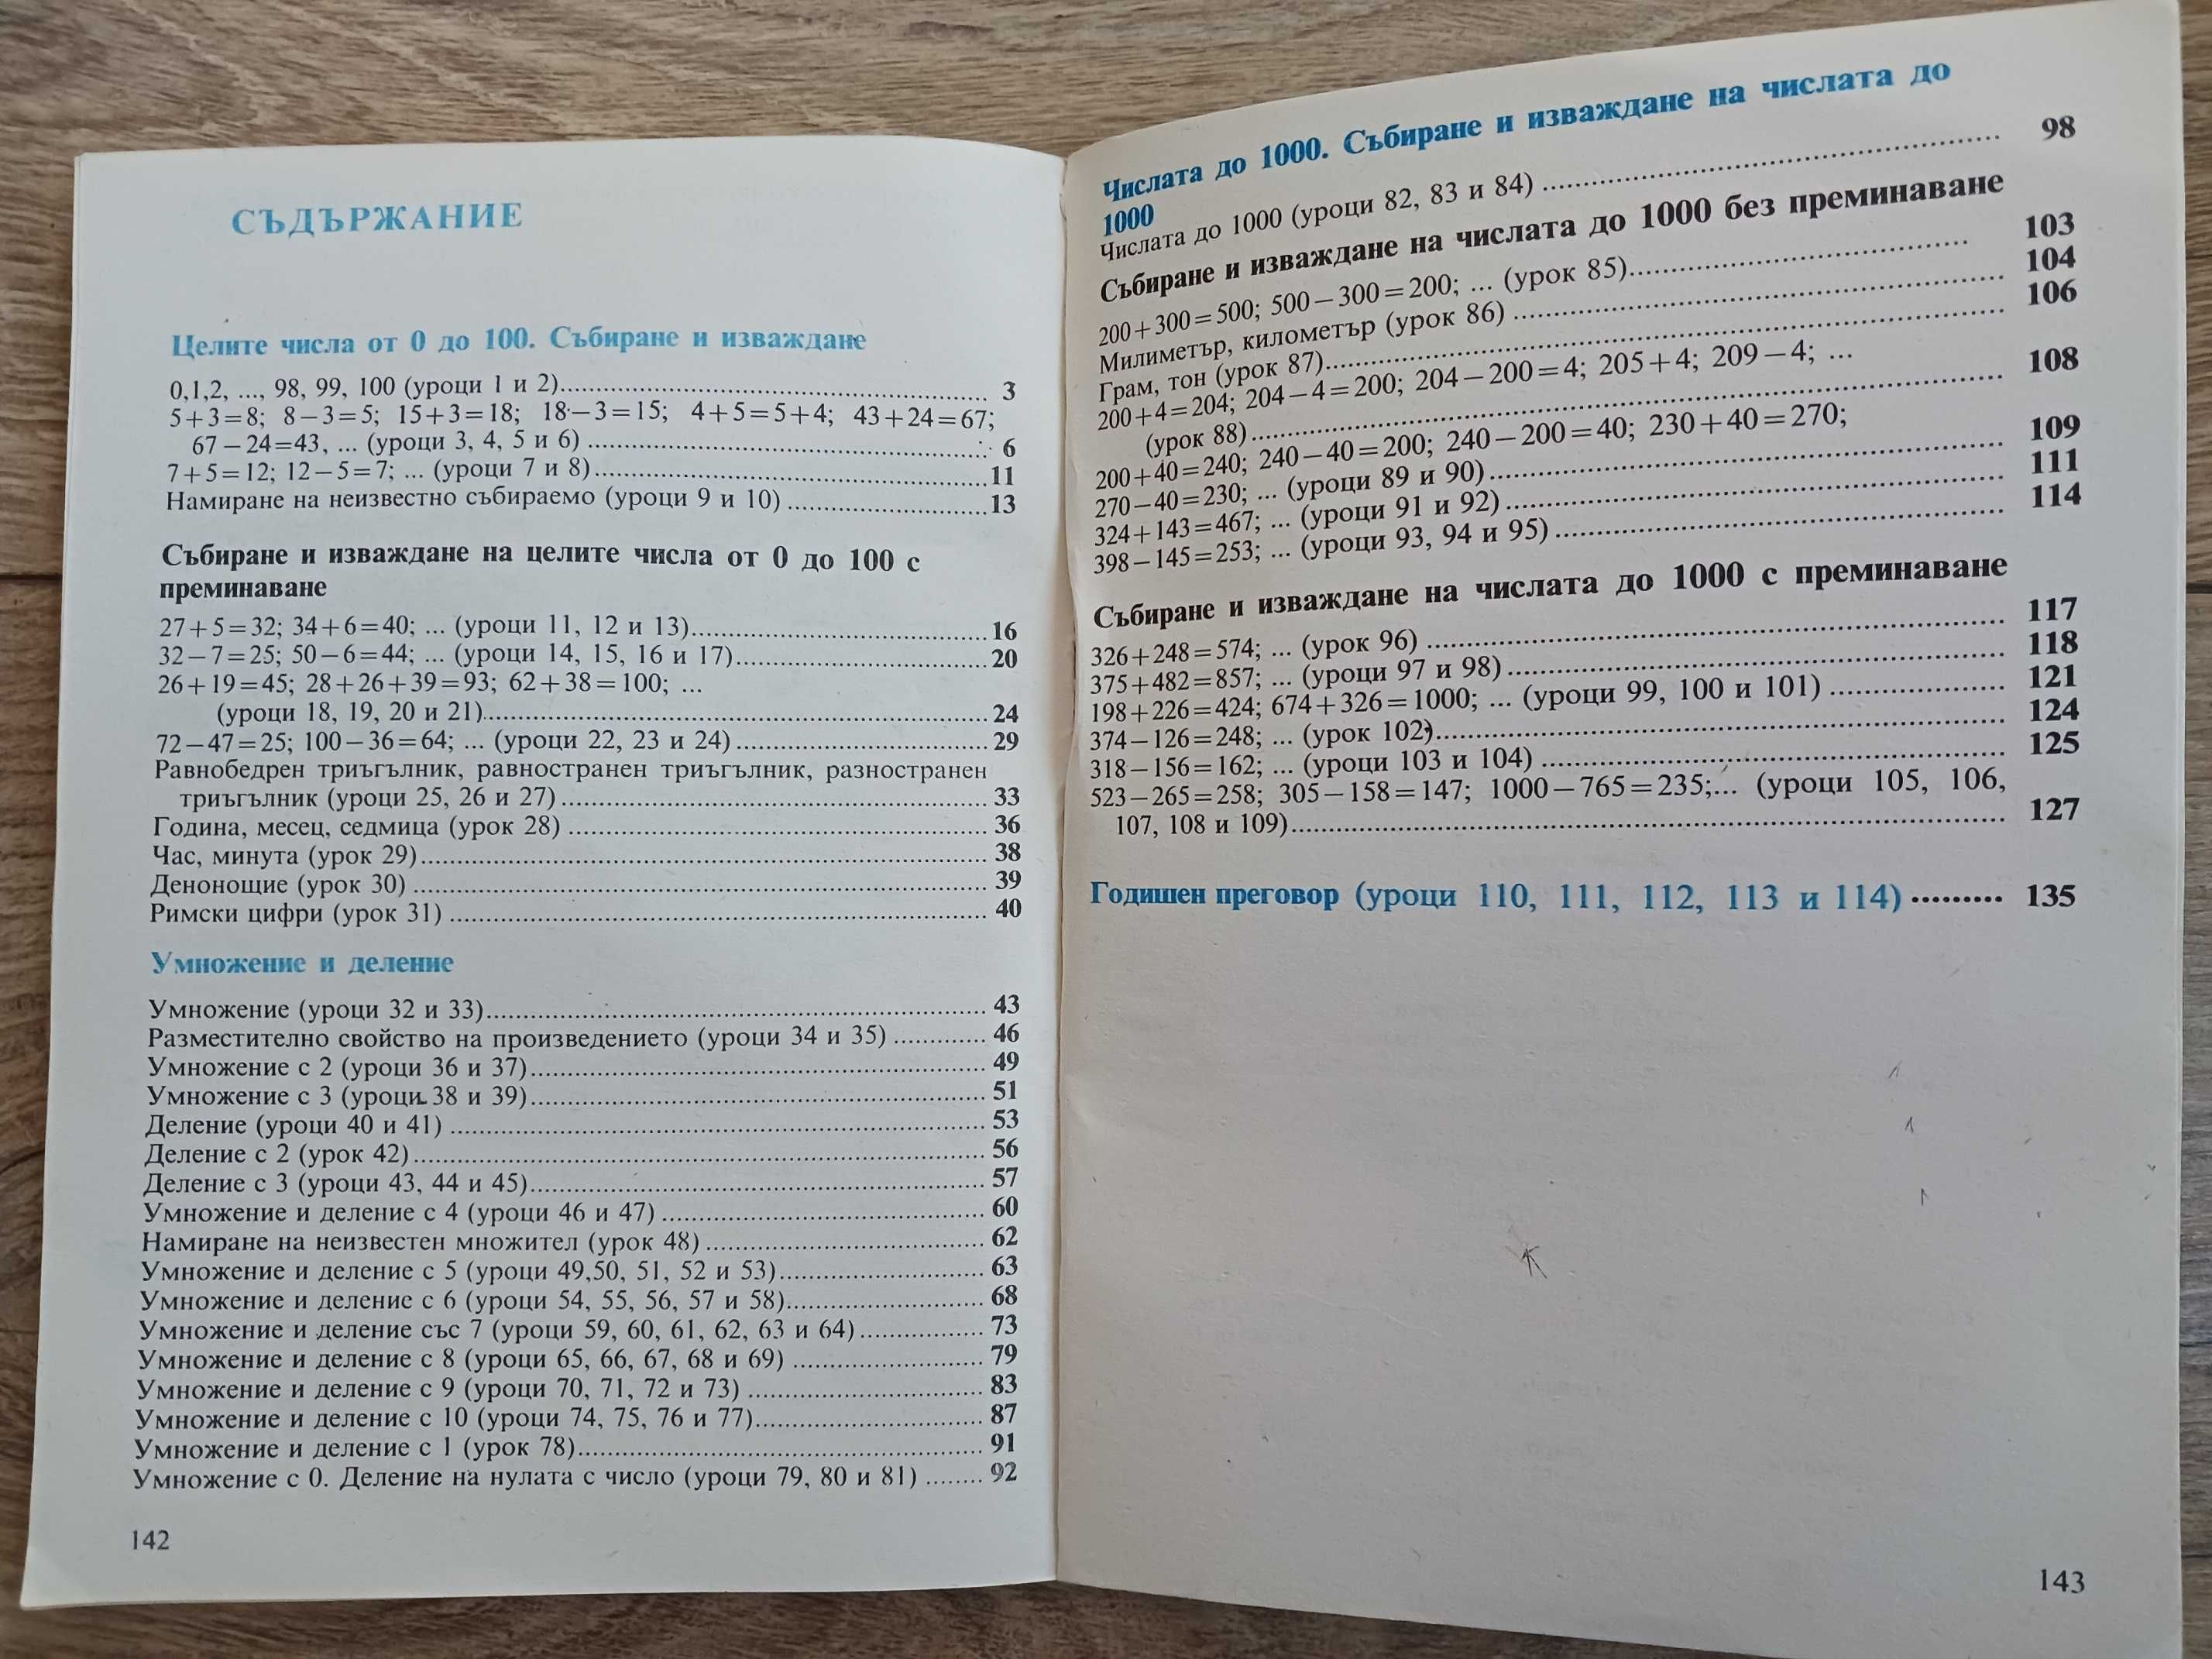 СЪДЪРЖАНИЕ
Целите числа от 0 до 100. Събиране и изваждане
0,1,2, ..., 98, 99, 100 (уроци 1 и 2)........ 3
5+3=8; 8−3=5; 15+3=18; 18−3=15; 4+5=5+4; 43+24=67;
67−24=43, ... (уроци 3, 4, 5 и 6)........ 6
7+5=12; 12−5=7; ... (уроци 7 и 8)........ 11
Намиране на неизвестно събираемо (уроци 9 и 10)........ 13
Събиране и изваждане на целите числа от 0 до 100 с
преминаване
27+5=32; 34+6=40; ... (уроци 11, 12 и 13)........ 16
32−7=25; 50−6=44; ... (уроци 14, 15, 16 и 17)........ 20
26+19=45; 28+26+39=93; 62+38=100; ...
(уроци 18, 19, 20 и 21)........ 24
72−47=25; 100−36=64; ... (уроци 22, 23 и 24)........ 29
Равнобедрен триъгълник, равностранен триъгълник, разностранен
триъгълник (уроци 25, 26 и 27)........ 33
Година, месец, седмица (урок 28)........ 36
Час, минута (урок 29)........ 38
Денонощие (урок 30)........ 39
Римски цифри (урок 31)........ 40
Умножение и деление
Умножение (уроци 32 и 33)........ 43
Разместително свойство на произведението (уроци 34 и 35)........ 46
Умножение с 2 (уроци 36 и 37)........ 49
Умножение с 3 (уроци 38 и 39)........ 51
Деление (уроци 40 и 41)........ 53
Деление с 2 (урок 42)........ 56
Деление с 3 (уроци 43, 44 и 45)........ 57
Умножение и деление с 4 (уроци 46 и 47)........ 60
Намиране на неизвестен множител (урок 48)........ 62
Умножение и деление с 5 (уроци 49,50, 51, 52 и 53)........ 63
Умножение и деление с 6 (уроци 54, 55, 56, 57 и 58)........ 68
Умножение и деление със 7 (уроци 59, 60, 61, 62, 63 и 64)........ 73
Умножение и деление с 8 (уроци 65, 66, 67, 68 и 69)........ 79
Умножение и деление с 9 (уроци 70, 71, 72 и 73)........ 83
Умножение и деление с 10 (уроци 74, 75, 76 и 77)........ 87
Умножение и деление с 1 (урок 78)........ 91
Умножение с 0. Деление на нулата с число (уроци 79, 80 и 81)........ 92
142
Числата до 1000. Събиране и изваждане на числата до
1000
Числата до 1000 (уроци 82, 83 и 84)........ 98
Събиране и изваждане на числата до 1000 без преминаване
200+300=500; 500−300=200; ... (урок 85)........ 103
Милиметър, километър (урок 86)........ 104
Грам, тон (урок 87)........ 106
200+4=204; 204−4=200; 204−200=4; 205+4; 209−4; ...
(урок 88)........ 108
200+40=240; 240−40=200; 240−200=40; 230+40=270;
270−40=230; ... (уроци 89 и 90)........ 109
324+143=467; ... (уроци 91 и 92)........ 111
398−145=253; ... (уроци 93, 94 и 95)........ 114
Събиране и изваждане на числата до 1000 с преминаване
326+248=574; ... (урок 96)........ 117
375+482=857; ... (уроци 97 и 98)........ 118
198+226=424; 674+326=1000; ... (уроци 99, 100 и 101)........ 121
374−126=248; ... (урок 102)........ 124
318−156=162; ... (уроци 103 и 104)........ 125
523−265=258; 305−158=147; 1000−765=235;... (уроци 105, 106,
107, 108 и 109)........ 127
Годишен преговор (уроци 110, 111, 112, 113 и 114)......... 135
143